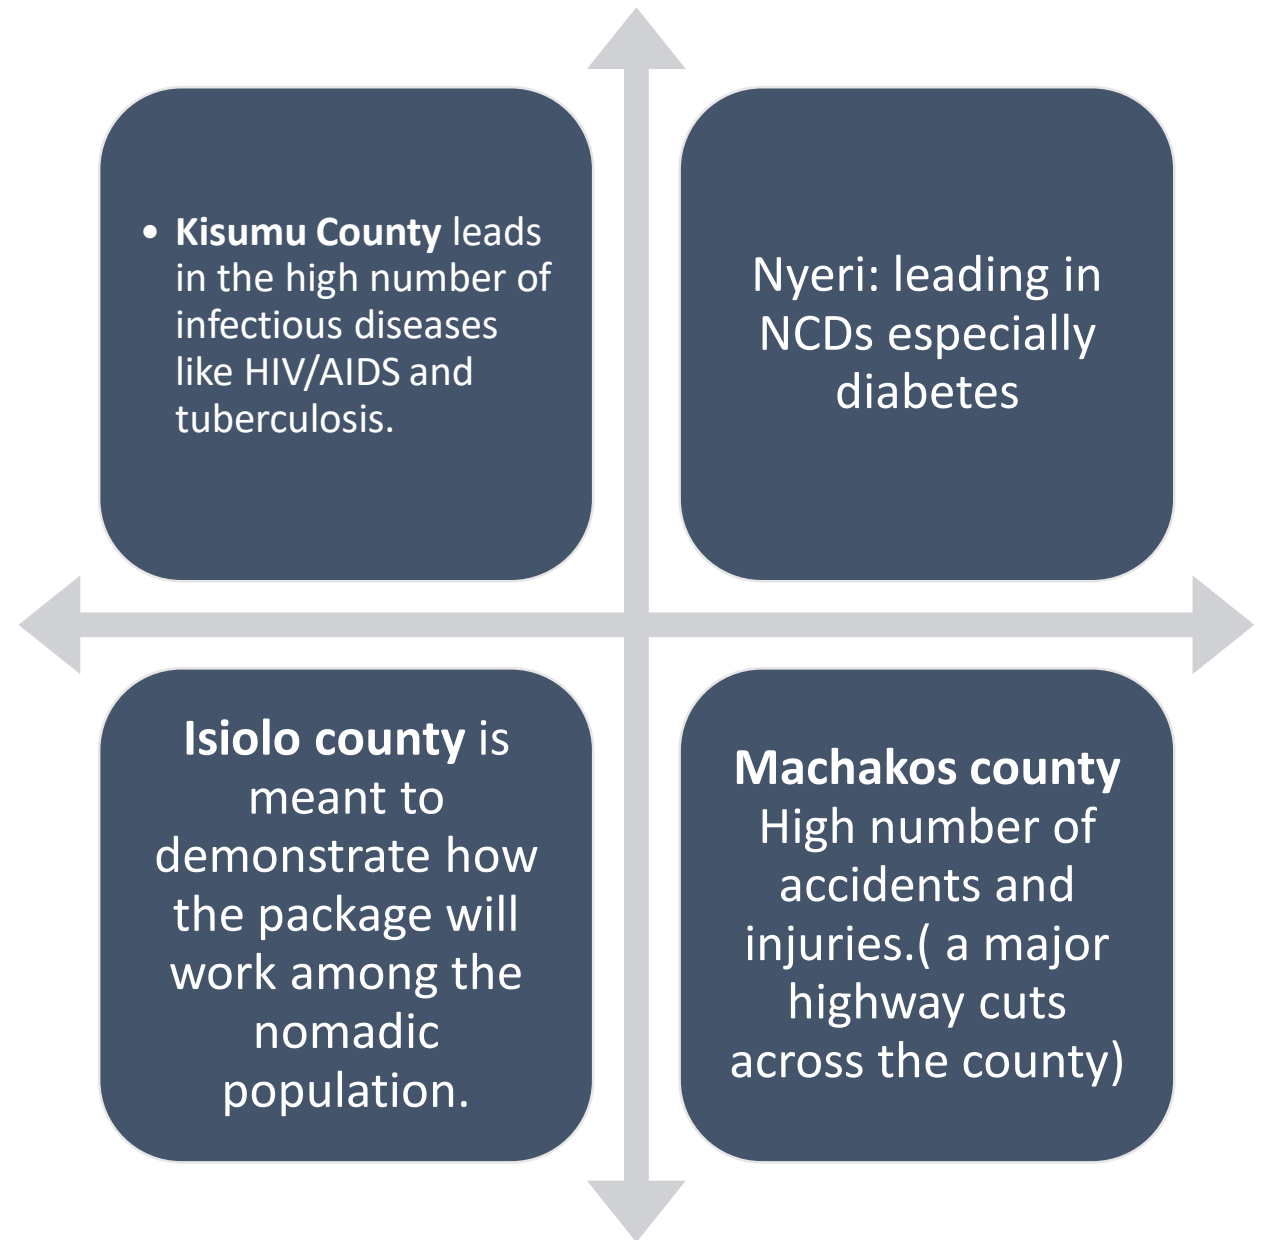 • Kisumu County leads
in the high number of
infectious diseases
like HIV/AIDS and
tuberculosis.
Nyeri: leading in
NCDs especially
diabetes
Isiolo county is
meant to
demonstrate how
the package will
work among the
nomadic
population.
Machakos county
High number of
accidents and
injuries.( a major
highway cuts
across the county)